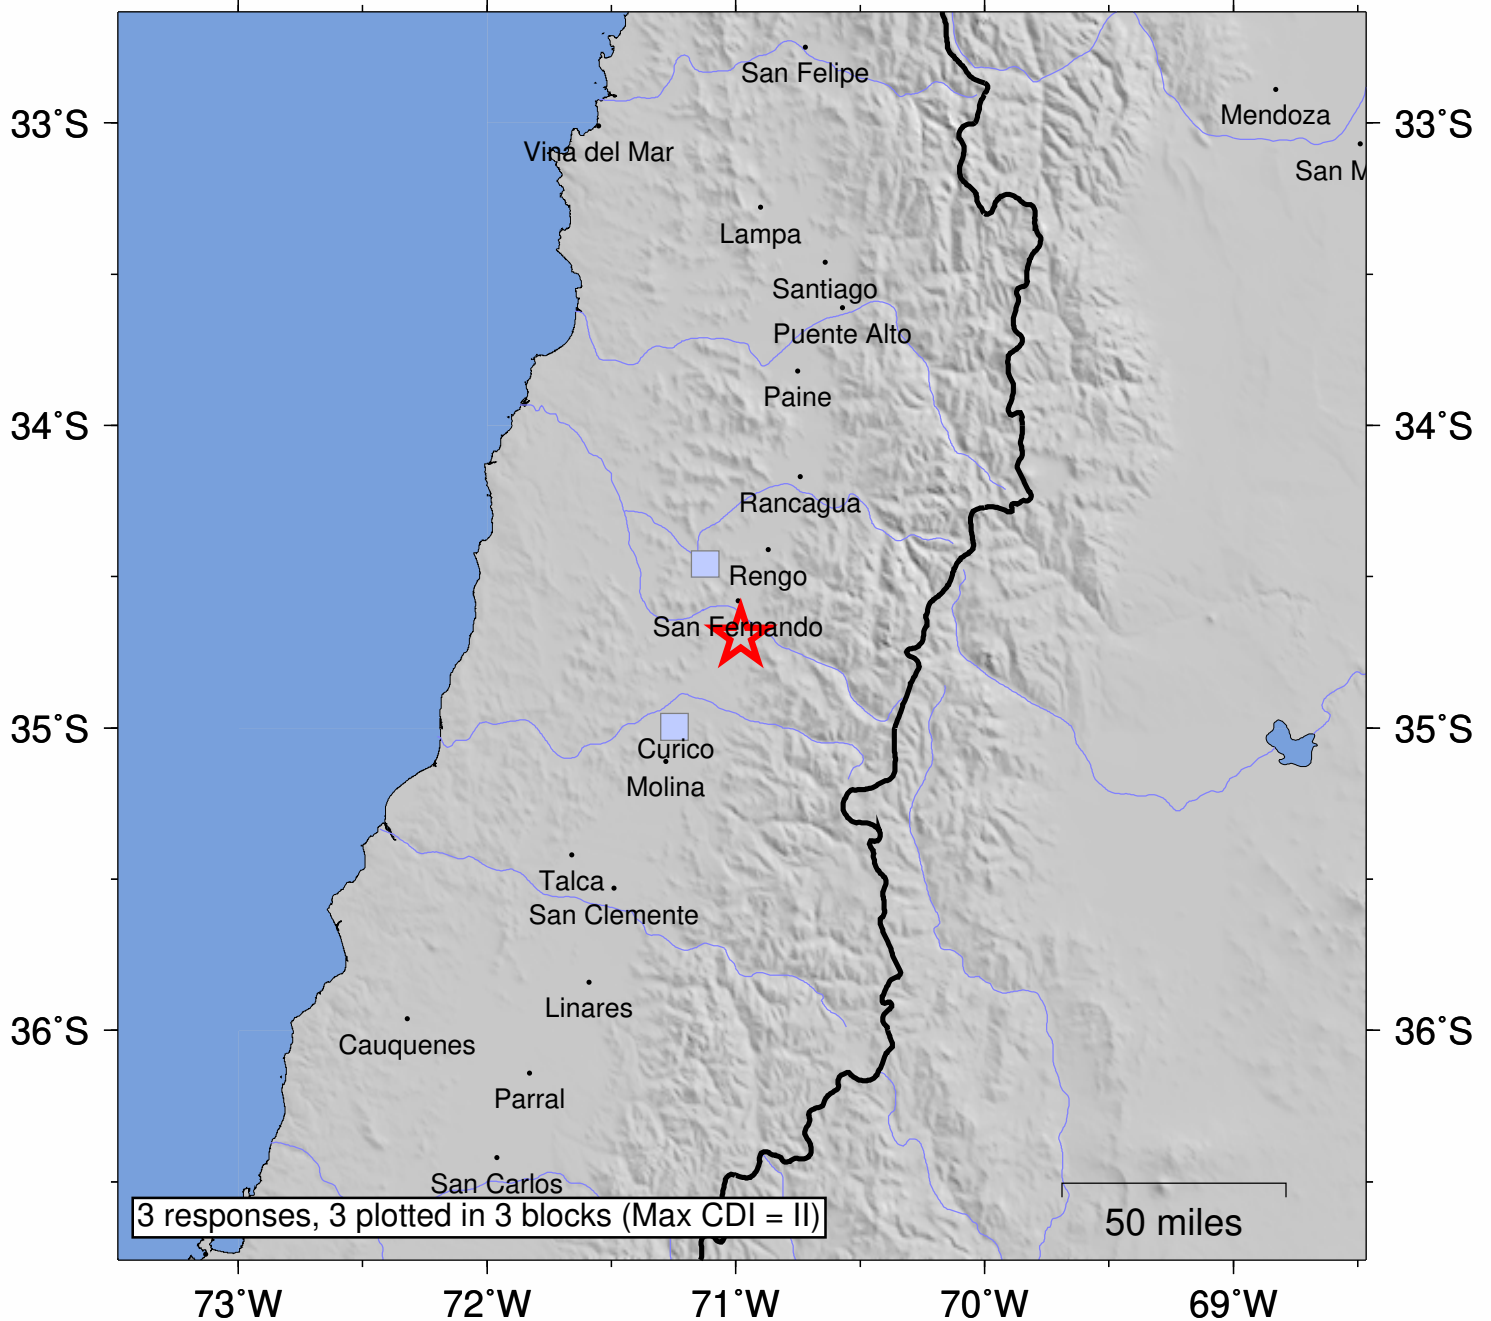 San Felipe
Mendoza
33°S
33°S
Vina del Mar
San M
Lampa
Santiago
Puente Alto
Paine
34°S
34°S
Rancagua
Rengo
San Fernando
35°S
35°S
Curico
Molina
Talca
San Clemente
Linares
36°S
36°S
Cauquenes
Parral
San Carlos
3 responses, 3 plotted in 3 blocks (Max CDI = II)
50 miles
73°W
72°W
71°W
70°W
69°W